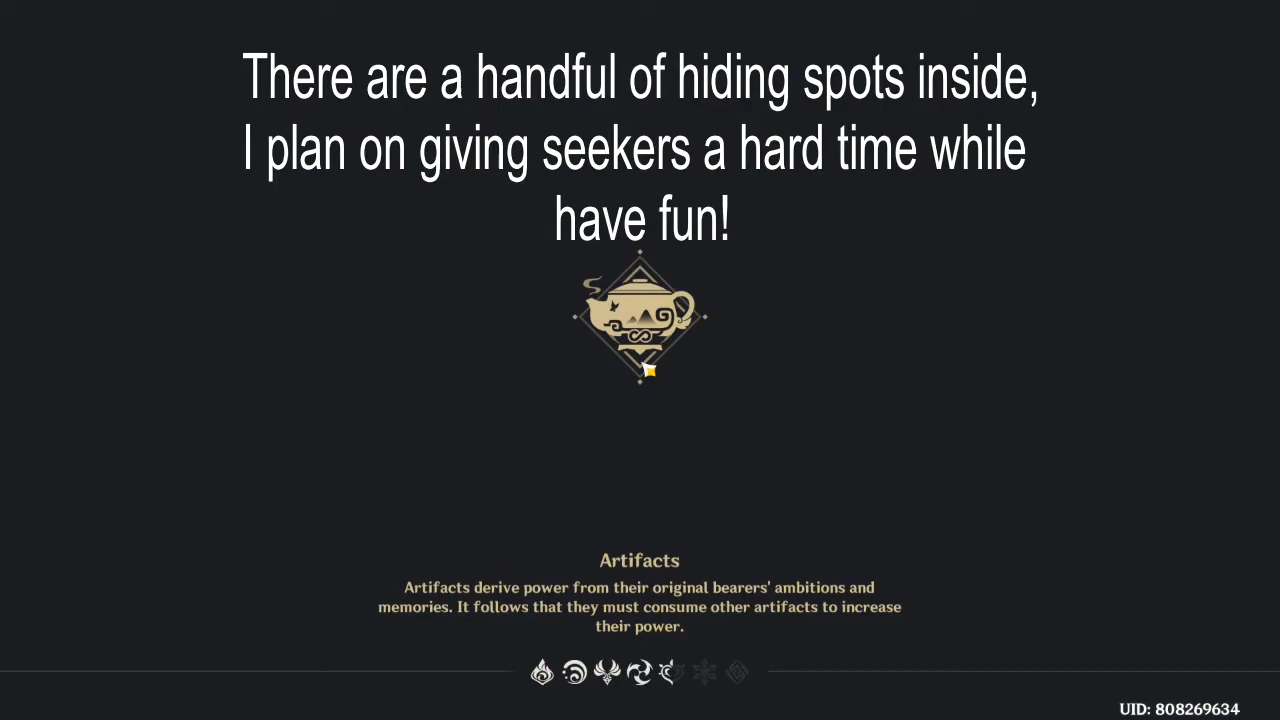 There are a handful of hiding spots inside,
I plan on giving seekers a hard time while
have fun!
Artifacts
Artifacts derive power from their original bearers' ambitions and
memories. It follows that they must consume other artifacts to increase
their power.
UID: 808269634